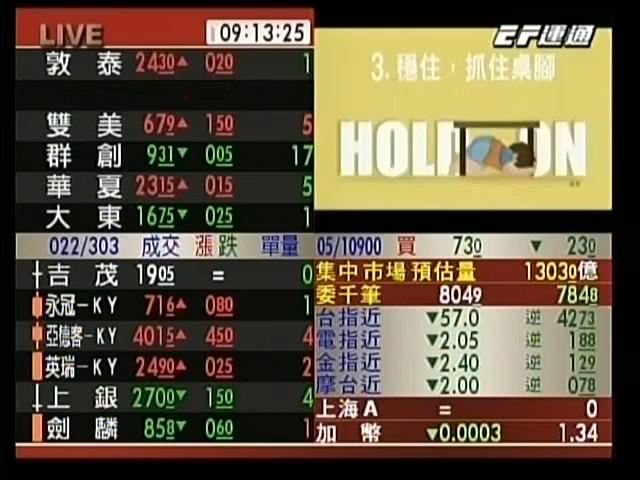 LIVE 09:13:25
敦泰 2430▲ 020 1
雙美 679▲ 150 5
群創 931▼ 005 17
華夏 2315▲ 015 5
大東 1675▼ 025 1
022/303 成交 漲跌 單量
吉茂 1905 = 0
永冠-KY 716▲ 080 1
亞德客-KY 4015▲ 450 4
英瑞-KY 2490▲ 025 2
上銀 2700▼ 150 4
劍麟 858▼ 060 1
運通
3. 穩住，抓住桌腳
HOLD ON
05/10900 買 730 ▼ 230
集中市場預估量 13030億
委千筆 8049 7848
台指近 ▼57.0 逆 4273
電指近 ▼2.05 逆 188
金指近 ▼2.40 逆 129
摩台近 ▼2.00 逆 078
上海A = 0
加幣 ▼0.0003 1.34